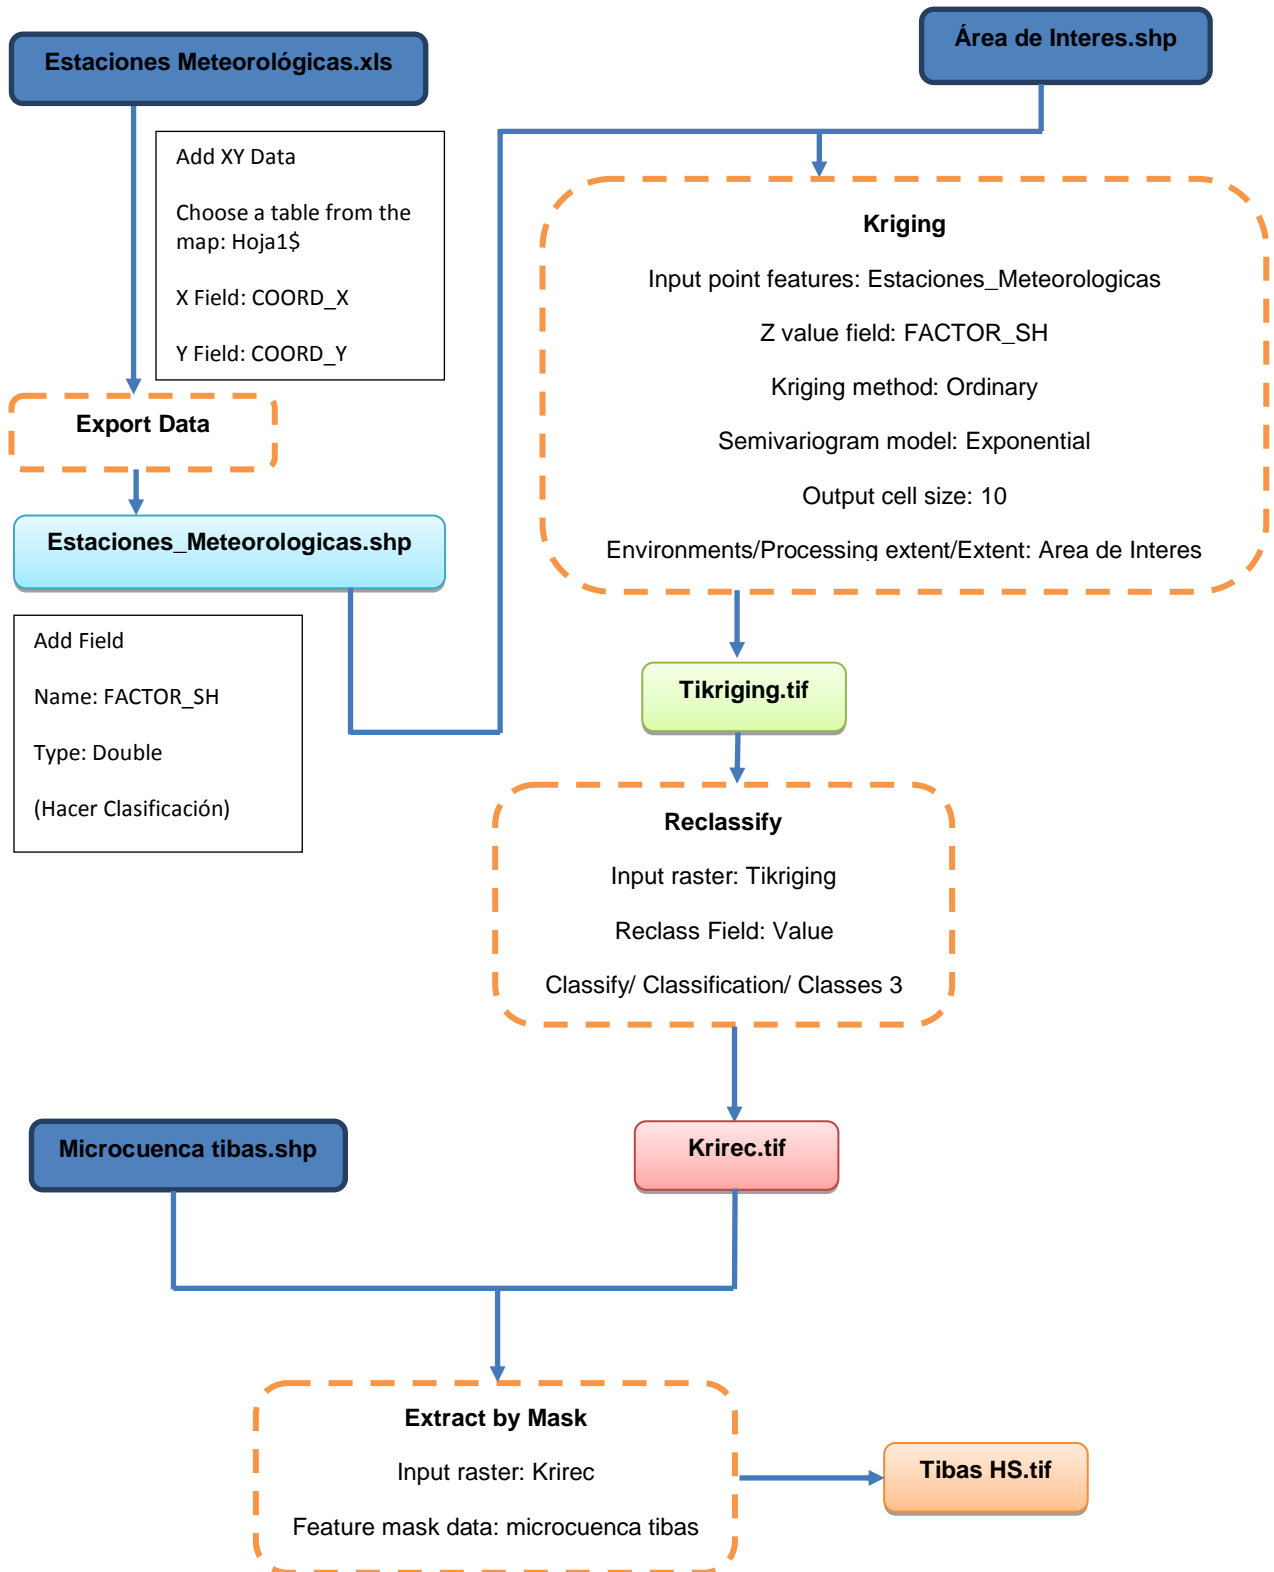 Estaciones Meteorológicas.xls
Área de Interes.shp
Add XY Data
Choose a table from the
map: Hoja1$
X Field: COORD_X
Y Field: COORD_Y
Kriging
Input point features: Estaciones_Meteorologicas
Z value field: FACTOR_SH
Kriging method: Ordinary
Semivariogram model: Exponential
Output cell size: 10
Environments/Processing extent/Extent: Area de Interes
Export Data
Estaciones_Meteorologicas.shp
Add Field
Name: FACTOR_SH
Type: Double
(Hacer Clasificación)
Tikriging.tif
Reclassify
Input raster: Tikriging
Reclass Field: Value
Classify/ Classification/ Classes 3
Microcuenca tibas.shp
Krirec.tif
Extract by Mask
Input raster: Krirec
Feature mask data: microcuenca tibas
Tibas HS.tif